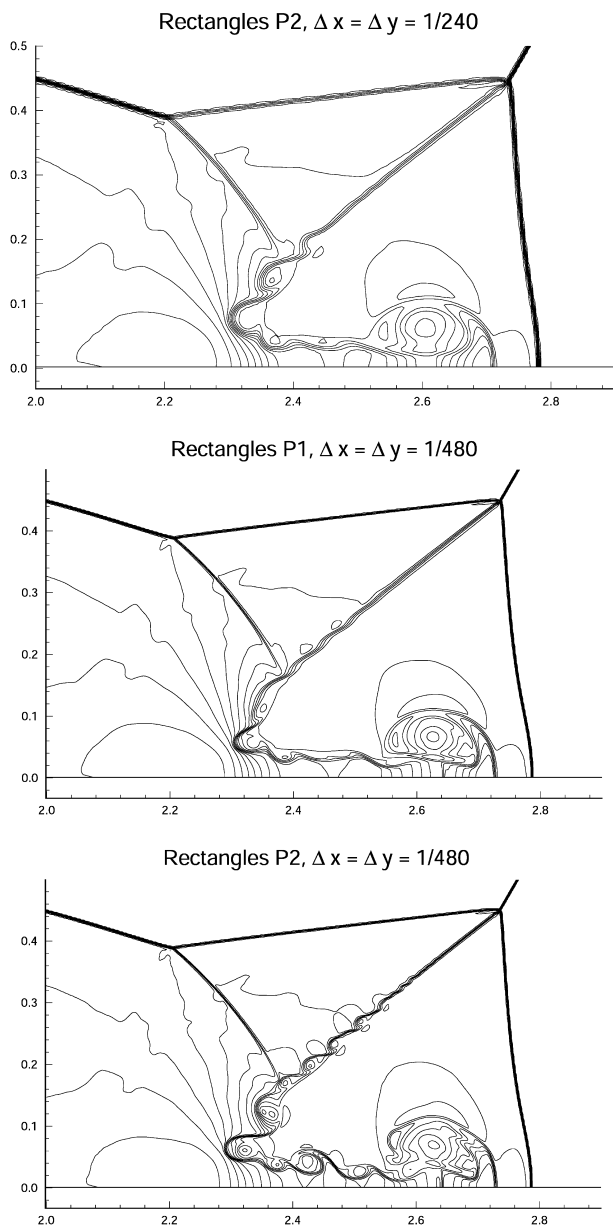 Rectangles P2, Δ x = Δ y = 1/240
0.5
0.4
0.3
0.2
0.1
0.0
2.0 2.2 2.4 2.6 2.8
Rectangles P1, Δ x = Δ y = 1/480
0.4
0.3
0.2
0.1
0.0
2.0 2.2 2.4 2.6 2.8
Rectangles P2, Δ x = Δ y = 1/480
0.4
0.3
0.2
0.1
0.0
2.0 2.2 2.4 2.6 2.8